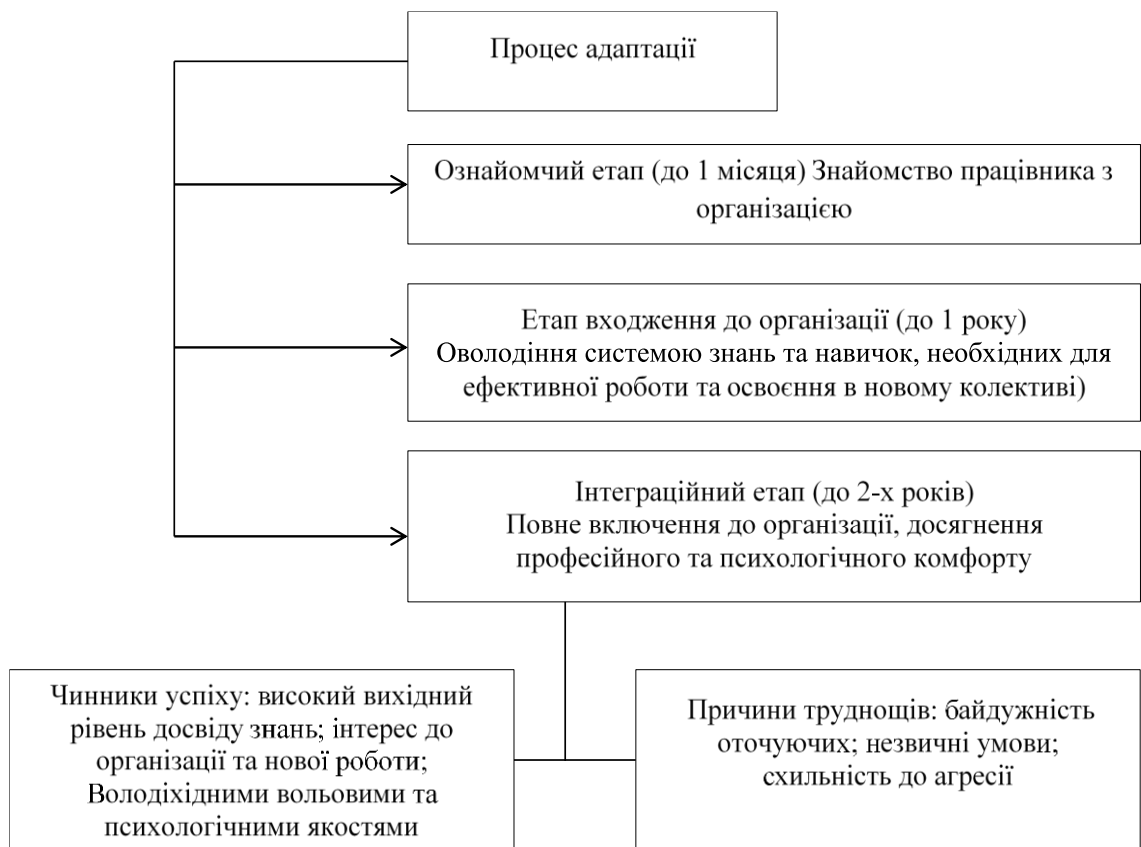 Процес адаптації
Ознайомчий етап (до 1 місяця) Знайомство працівника з
організацією
Етап входження до організації (до 1 року)
Оволодіння системою знань та навичок, необхідних для
ефективної роботи та освоєння в новому колективі)
Інтеграційний етап (до 2-х років)
Повне включення до організації, досягнення
професійного та психологічного комфорту
Чинники успіху: високий вихідний
рівень досвіду знань; інтерес до
організації та нової роботи;
Володіхідними вольовими та
психологічними якостями
Причини труднощів: байдужність
оточуючих; незвичні умови;
схильність до агресії